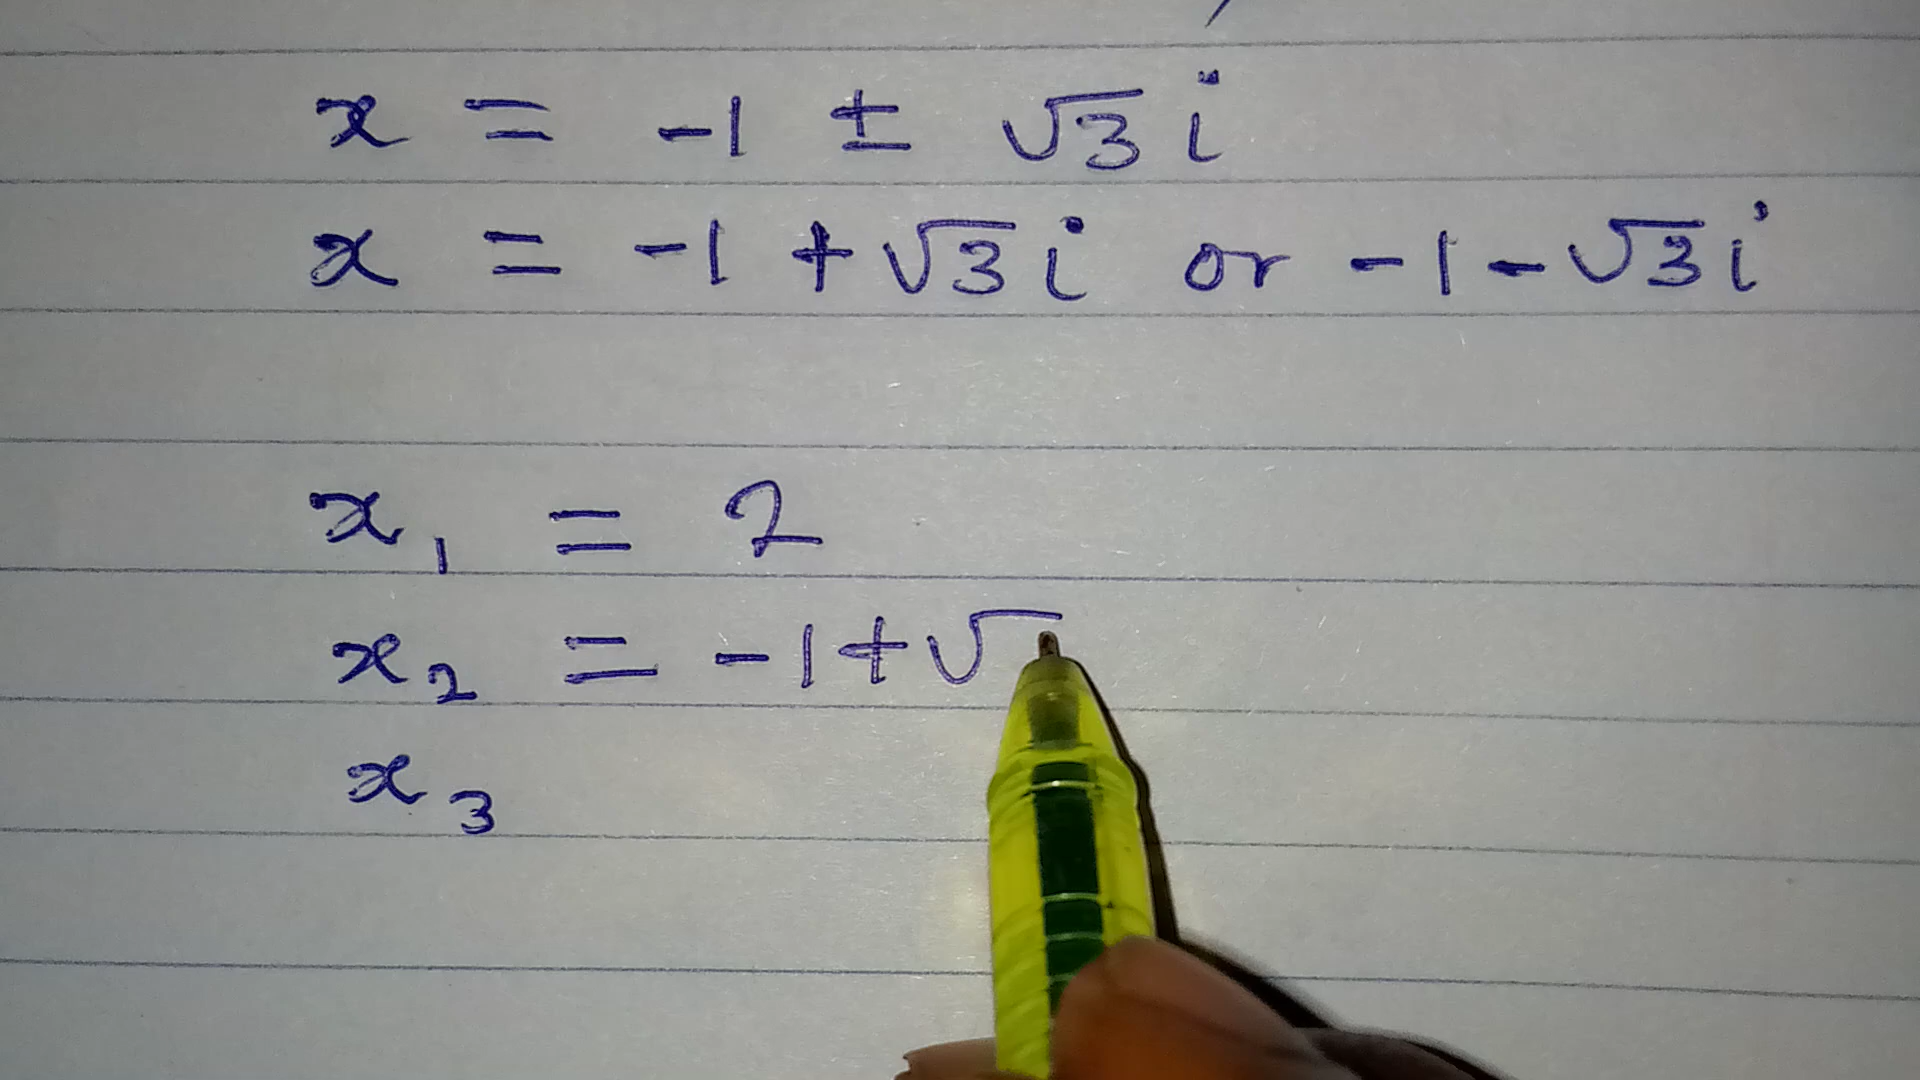 x = -1 ± √3 i
x = -1 + √3 i or -1 - √3 i
x₁ = 2
x₂ = -1 + √
x₃